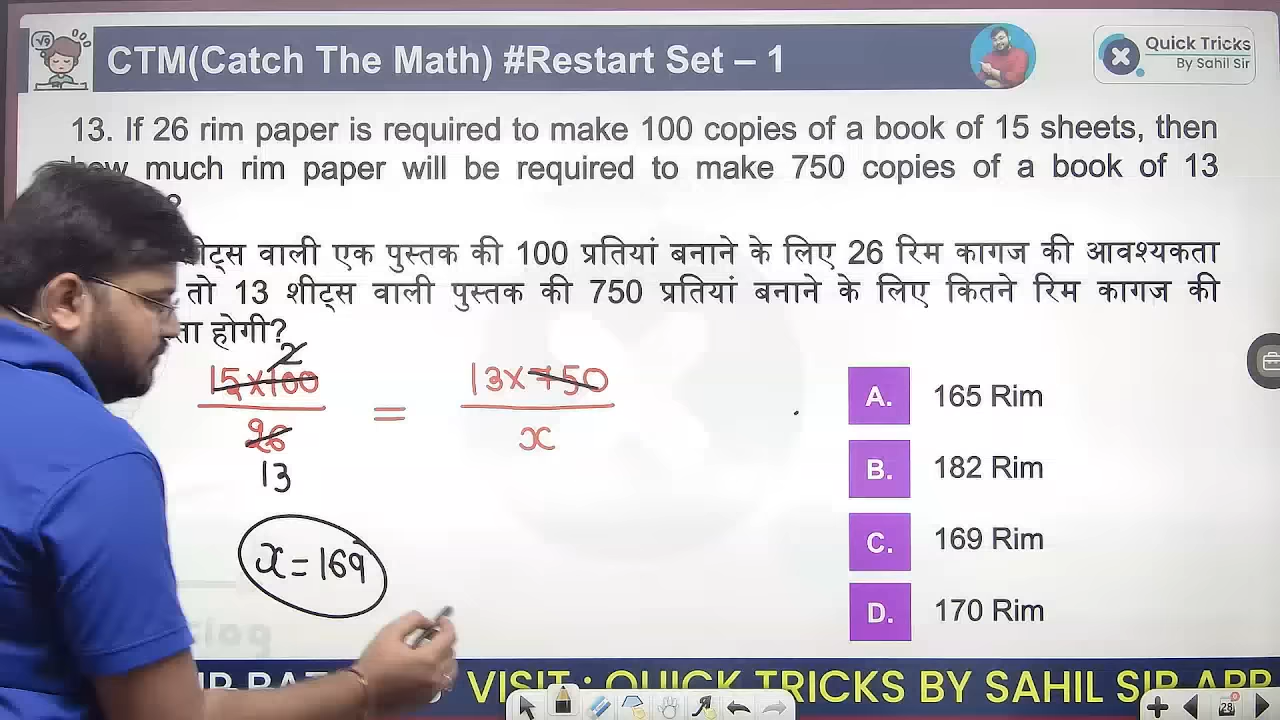 CTM(Catch The Math) #Restart Set – 1
Quick Tricks
By Sahil Sir
13. If 26 rim paper is required to make 100 copies of a book of 15 sheets, then
much rim paper will be required to make 750 copies of a book of 13
वाली एक पुस्तक की 100 प्रतियां बनाने के लिए 26 रिम कागज की आवश्यकता
तो 13 शीट्स वाली पुस्तक की 750 प्रतियां बनाने के लिए कितने रिम कागज की
होगी?
2
15x100 = 13x750
26 x
13
x=169
A. 165 Rim
B. 182 Rim
C. 169 Rim
D. 170 Rim
VISIT : QUICK TRICKS BY SAHIL SIR APP
28